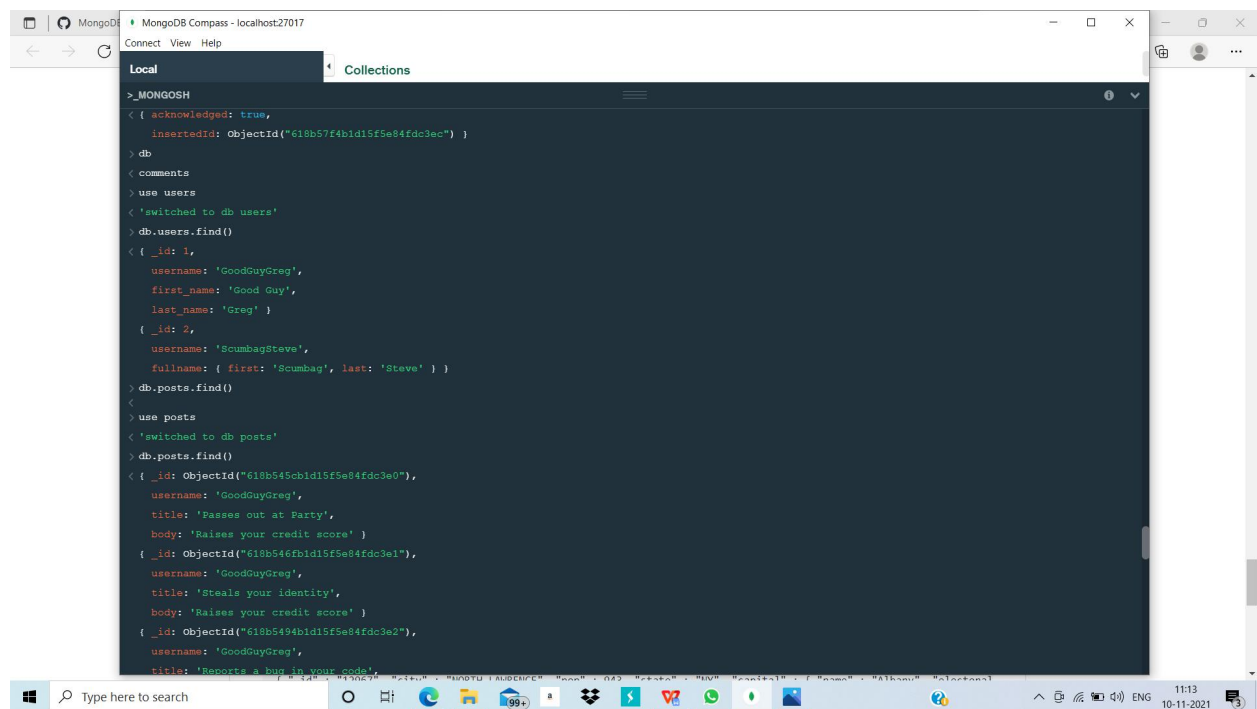 MongoDB
MongoDB Compass - localhost:27017
Connect View Help
Local
Collections
>_MONGOSH
< { acknowledged: true,
insertedId: ObjectId("618b57f4b1d15f5e84fdc3ec") }
> db
< comments
> use users
< 'switched to db users'
> db.users.find()
< { _id: 1,
username: 'GoodGuyGreg',
first_name: 'Good Guy',
last_name: 'Greg' }
{ _id: 2,
username: 'ScumbagSteve',
fullname: { first: 'Scumbag', last: 'Steve' } }
> db.posts.find()
<
> use posts
< 'switched to db posts'
> db.posts.find()
< { _id: ObjectId("618b545cb1d15f5e84fdc3e0"),
username: 'GoodGuyGreg',
title: 'Passes out at Party',
body: 'Raises your credit score' }
{ _id: ObjectId("618b546fb1d15f5e84fdc3e1"),
username: 'GoodGuyGreg',
title: 'Steals your identity',
body: 'Raises your credit score' }
{ _id: ObjectId("618b5494b1d15f5e84fdc3e2"),
username: 'GoodGuyGreg',
title: 'Reports a bug in your code',
Type here to search
99+
a
ENG
11:13
10-11-2021
3